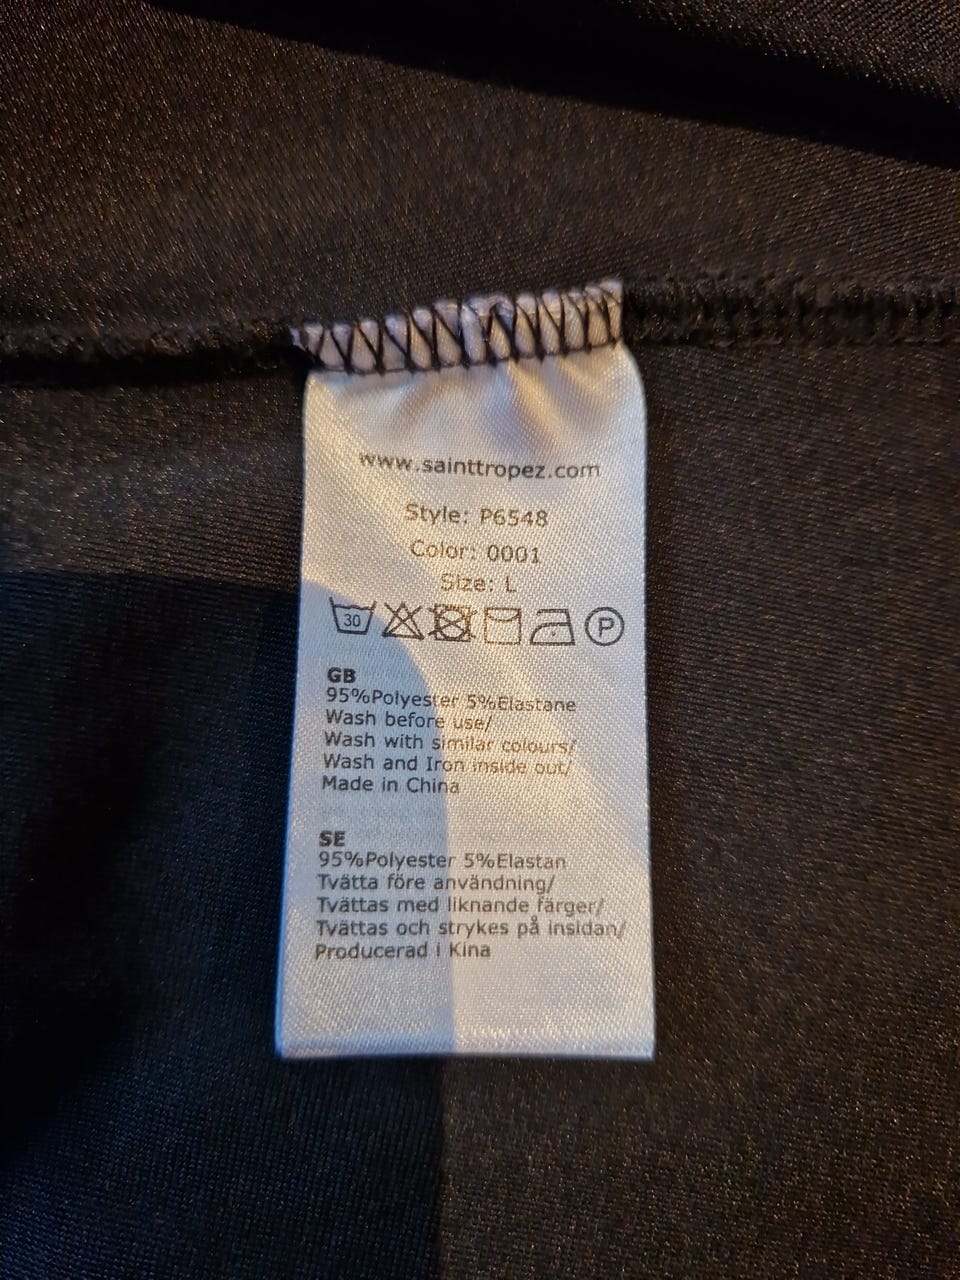 www.sainttropez.com
Style: P6548
Color: 0001
Size: L
30 P
GB
95%Polyester 5%Elastane
Wash before use/
Wash with similar colours/
Wash and Iron inside out/
Made in China
SE
95%Polyester 5%Elastan
Tvätta före användning/
Tvättas med liknande färger/
Tvättas och strykes på insidan/
Producerad i Kina